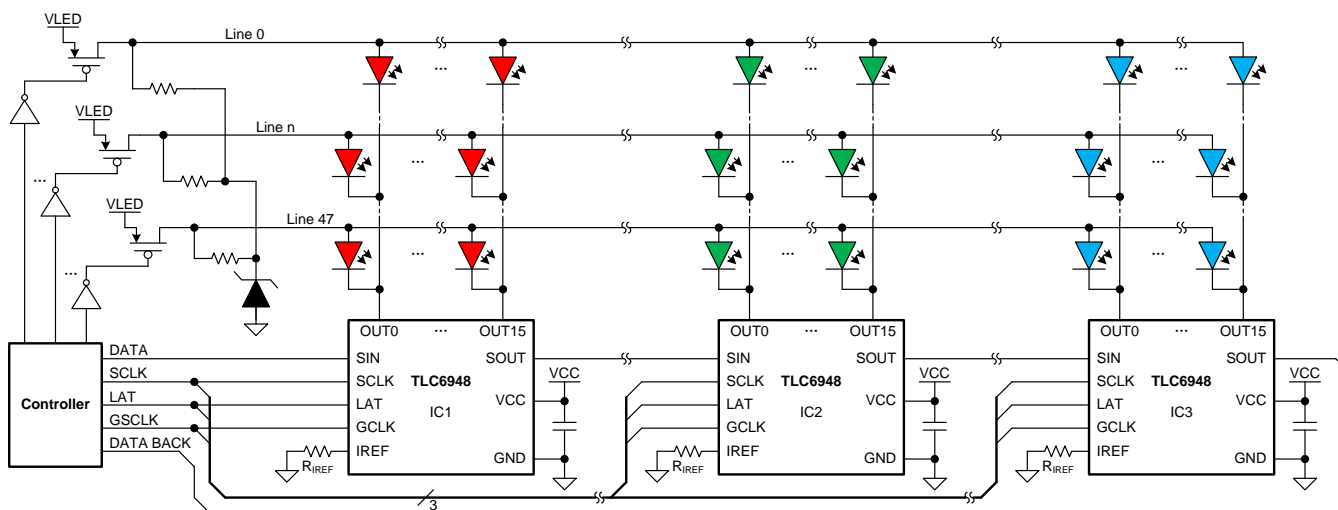 VLED
Line 0
...
...
...
VLED
Line n
...
...
...
...
VLED
Line 47
...
...
...
...
OUT0 ... OUT15
OUT0 ... OUT15
OUT0 ... OUT15
Controller
DATA
SCLK
LAT
GSCLK
DATA BACK
SIN
SCLK
LAT
GCLK
IREF
TLC6948
IC1
SOUT
VCC
GND
VCC
RIREF
SIN
SCLK
LAT
GCLK
IREF
TLC6948
IC2
SOUT
VCC
GND
VCC
RIREF
SIN
SCLK
LAT
GCLK
IREF
TLC6948
IC3
SOUT
VCC
GND
VCC
RIREF
3